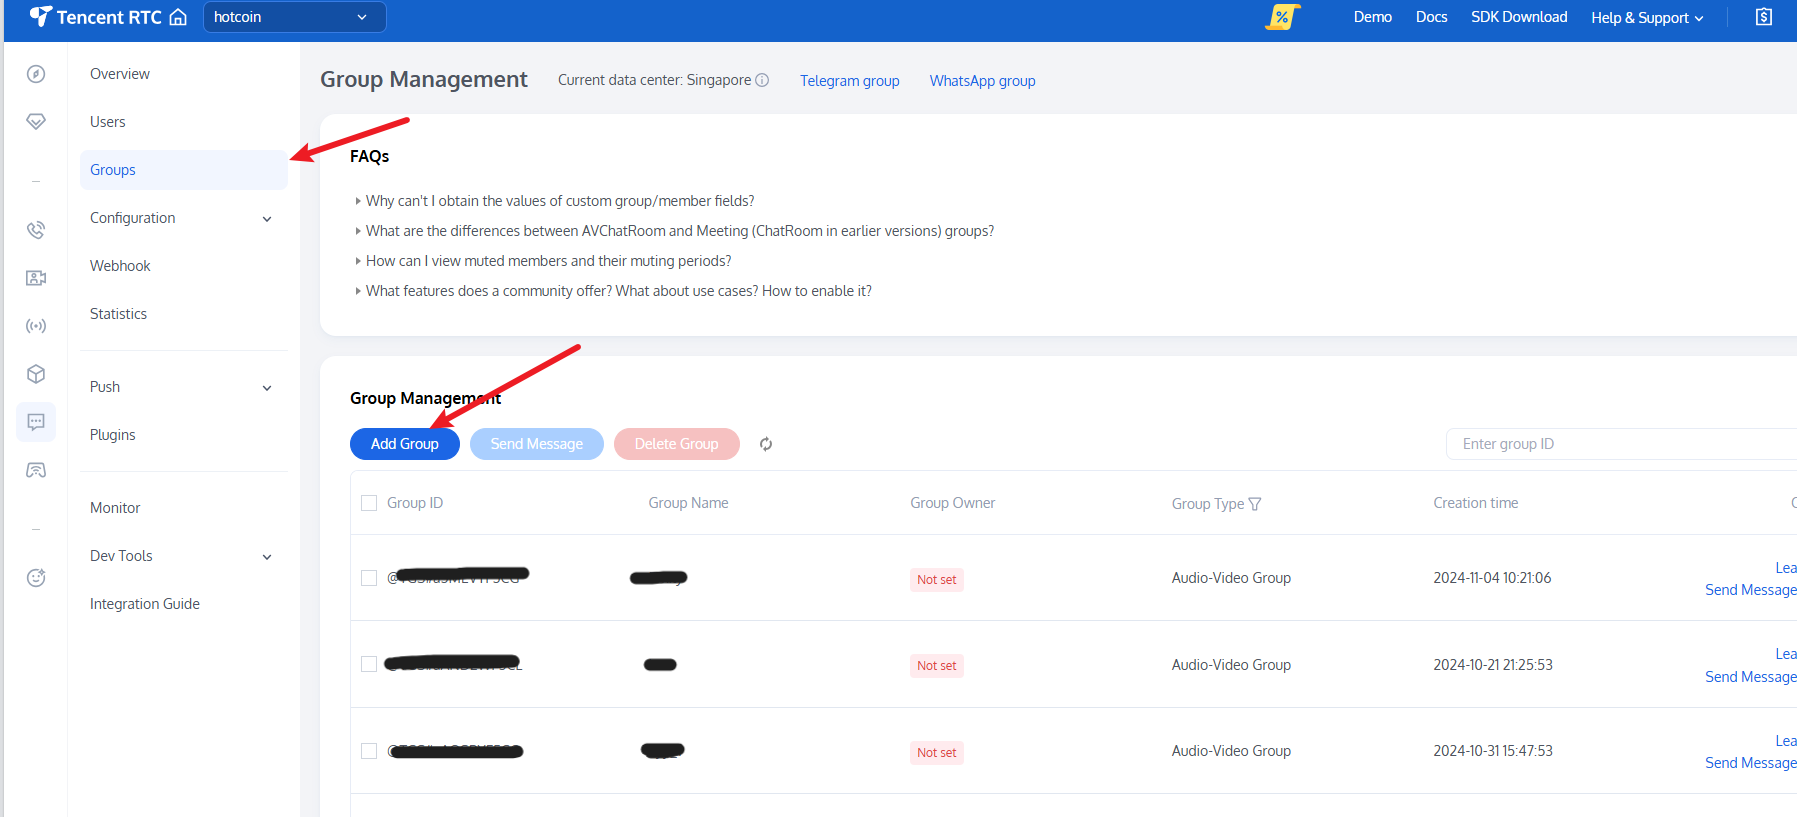 Tencent RTC hotcoin Demo Docs SDK Download Help & Support
Overview
Users
Groups
Configuration
Webhook
Statistics
Push
Plugins
Monitor
Dev Tools
Integration Guide
Group Management Current data center: Singapore Telegram group WhatsApp group
FAQs
Why can't I obtain the values of custom group/member fields?
What are the differences between AVChatRoom and Meeting (ChatRoom in earlier versions) groups?
How can I view muted members and their muting periods?
What features does a community offer? What about use cases? How to enable it?
Group Management
Add Group Send Message Delete Group Enter group ID
Group ID Group Name Group Owner Group Type Creation time
Not set Audio-Video Group 2024-11-04 10:21:06 Lea
Send Message
Not set Audio-Video Group 2024-10-21 21:25:53 Lea
Send Message
Not set Audio-Video Group 2024-10-31 15:47:53 Lea
Send Message